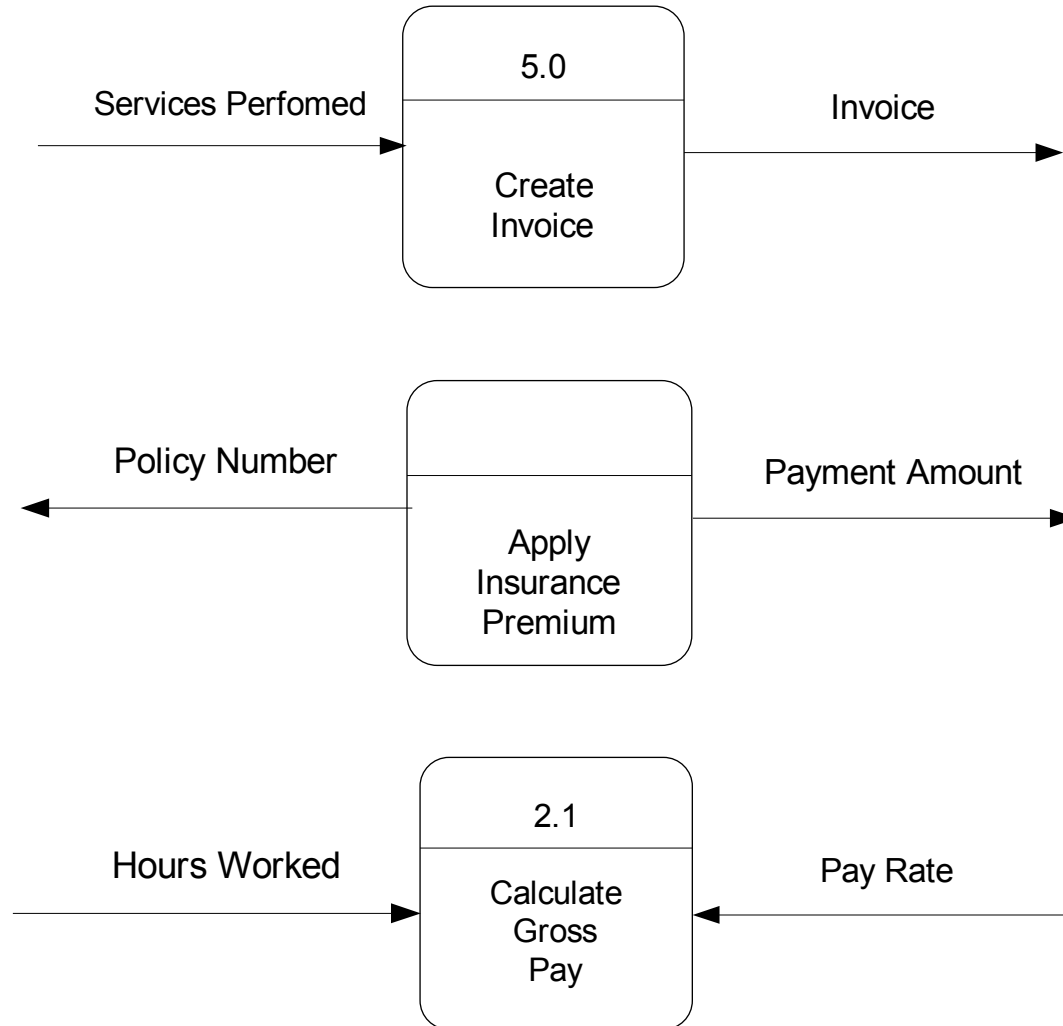 5.0
Services Perfomed
Invoice
Create
Invoice
Policy Number
Payment Amount
Apply
Insurance
Premium
2.1
Hours Worked
Pay Rate
Calculate
Gross
Pay